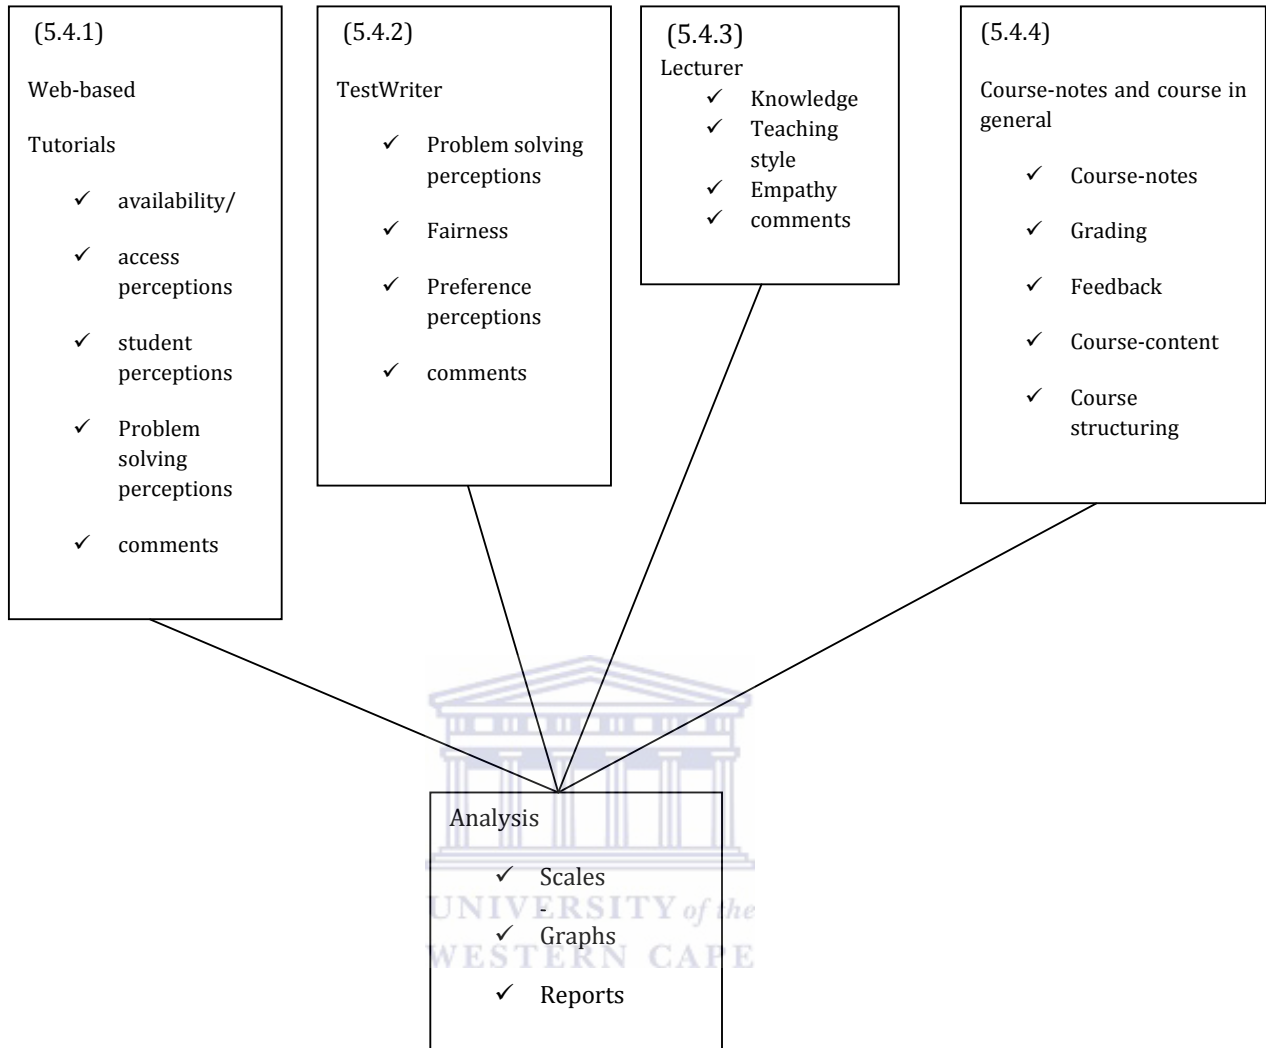 (5.4.1)
Web-based
Tutorials
✓ availability/
✓ access
perceptions
✓ student
perceptions
✓ Problem
solving
perceptions
✓ comments
(5.4.2)
TestWriter
✓ Problem solving
perceptions
✓ Fairness
✓ Preference
perceptions
✓ comments
(5.4.3)
Lecturer
✓ Knowledge
✓ Teaching
style
✓ Empathy
✓ comments
(5.4.4)
Course-notes and course in
general
✓ Course-notes
✓ Grading
✓ Feedback
✓ Course-content
✓ Course
structuring
Analysis
✓ Scales
-
✓ Graphs
✓ Reports
UNIVERSITY of the
WESTERN CAPE